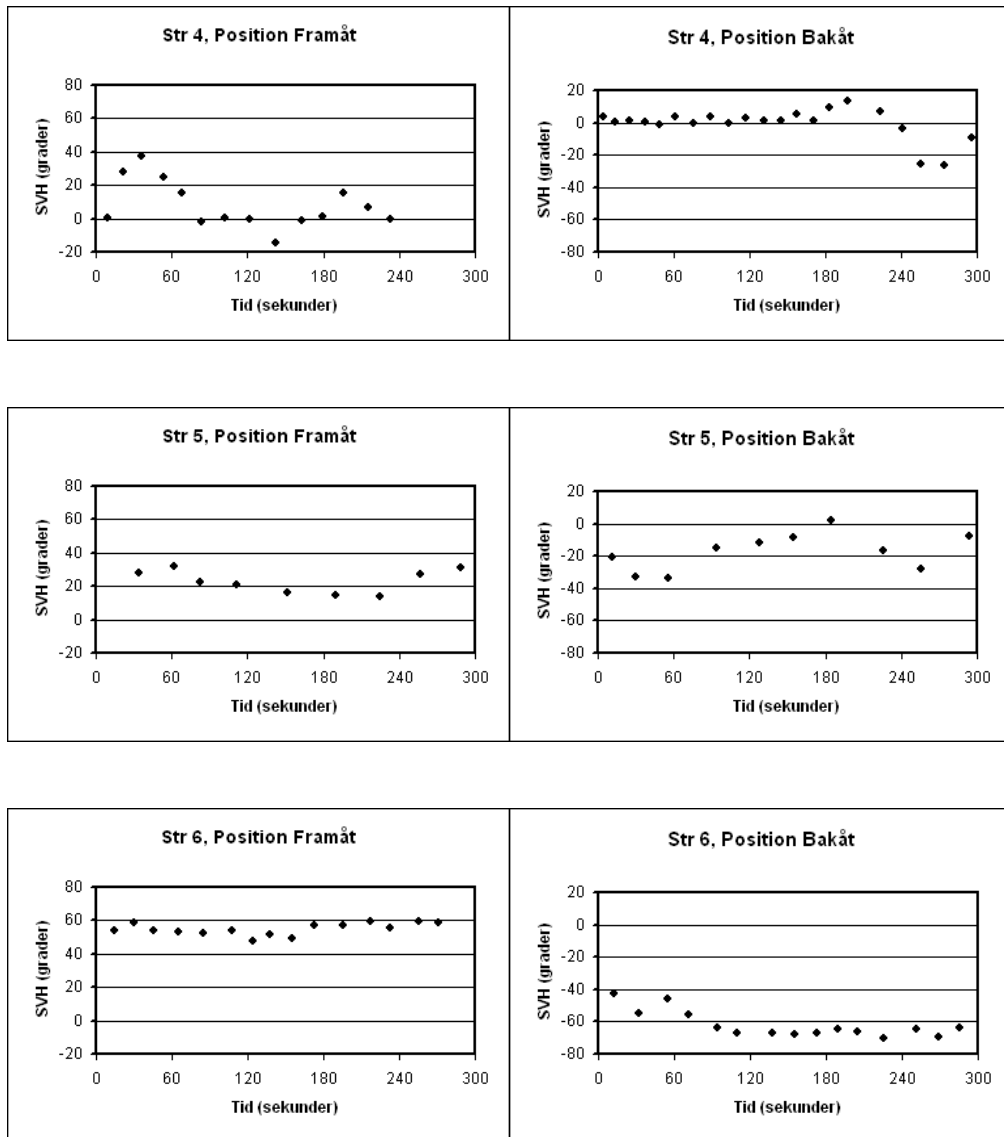 Str 4, Position Framåt
80
60
40
20
0
-20
SVH (grader)
0 60 120 180 240 300
Tid (sekunder)
Str 4, Position Bakåt
20
0
-20
-40
-60
-80
SVH (grader)
0 60 120 180 240 300
Tid (sekunder)
Str 5, Position Framåt
80
60
40
20
0
-20
SVH (grader)
0 60 120 180 240 300
Tid (sekunder)
Str 5, Position Bakåt
20
0
-20
-40
-60
-80
SVH (grader)
0 60 120 180 240 300
Tid (sekunder)
Str 6, Position Framåt
80
60
40
20
0
-20
SVH (grader)
0 60 120 180 240 300
Tid (sekunder)
Str 6, Position Bakåt
20
0
-20
-40
-60
-80
SVH (grader)
0 60 120 180 240 300
Tid (sekunder)